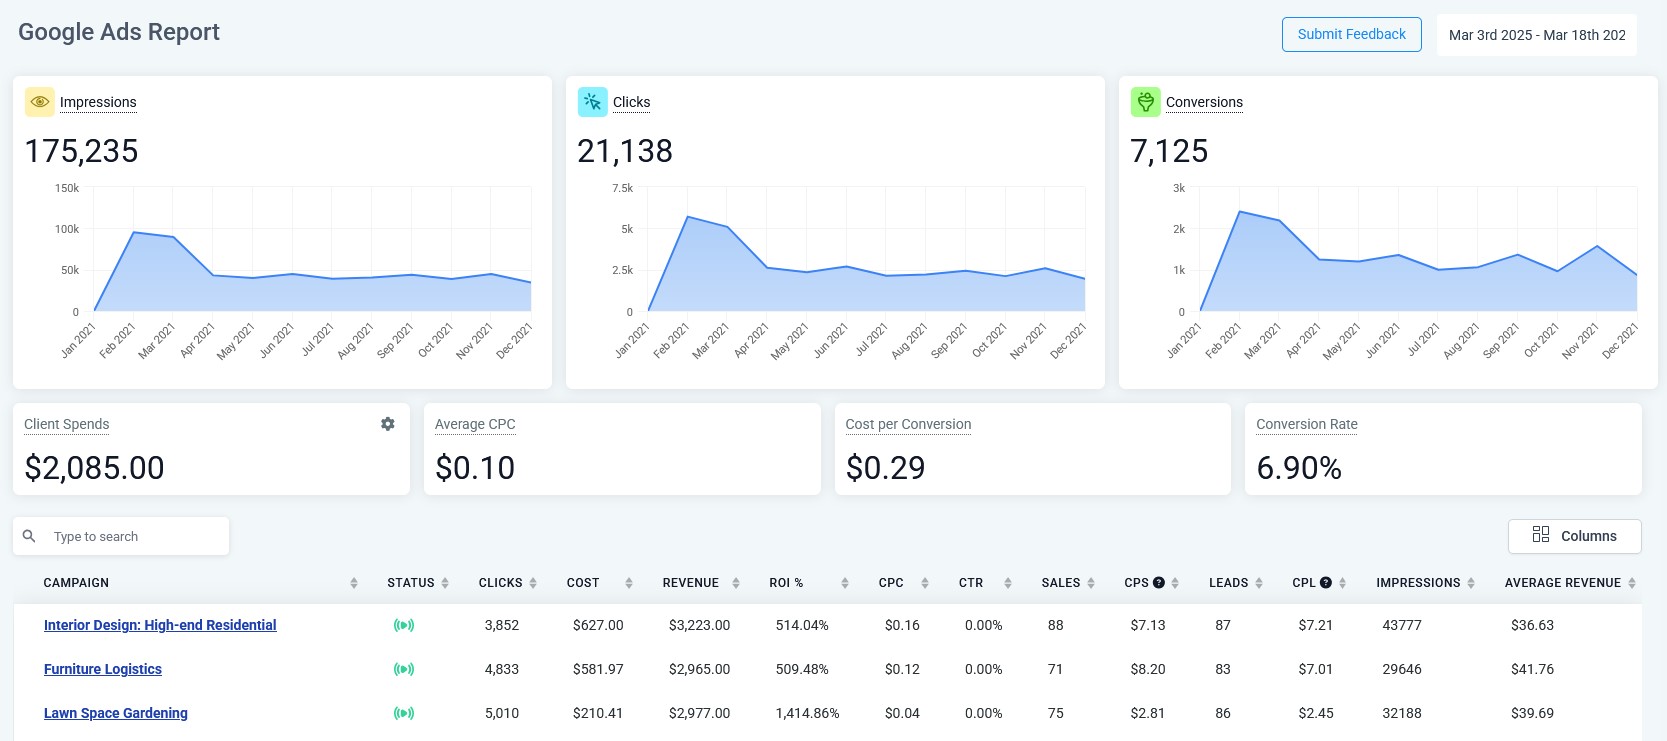 Google Ads Report
Submit Feedback
Mar 3rd 2025 - Mar 18th 202
Impressions
175,235
150k
100k
50k
0
Jan 2021 Feb 2021 Mar 2021 Apr 2021 May 2021 Jun 2021 Jul 2021 Aug 2021 Sep 2021 Oct 2021 Nov 2021 Dec 2021
Clicks
21,138
7.5k
5k
2.5k
0
Jan 2021 Feb 2021 Mar 2021 Apr 2021 May 2021 Jun 2021 Jul 2021 Aug 2021 Sep 2021 Oct 2021 Nov 2021 Dec 2021
Conversions
7,125
3k
2k
1k
0
Jan 2021 Feb 2021 Mar 2021 Apr 2021 May 2021 Jun 2021 Jul 2021 Aug 2021 Sep 2021 Oct 2021 Nov 2021 Dec 2021
Client Spends
$2,085.00
Average CPC
$0.10
Cost per Conversion
$0.29
Conversion Rate
6.90%
Type to search
Columns
CAMPAIGN STATUS CLICKS COST REVENUE ROI % CPC CTR SALES CPS ? LEADS CPL ? IMPRESSIONS AVERAGE REVENUE
Interior Design: High-end Residential 3,852 $627.00 $3,223.00 514.04% $0.16 0.00% 88 $7.13 87 $7.21 43777 $36.63
Furniture Logistics 4,833 $581.97 $2,965.00 509.48% $0.12 0.00% 71 $8.20 83 $7.01 29646 $41.76
Lawn Space Gardening 5,010 $210.41 $2,977.00 1,414.86% $0.04 0.00% 75 $2.81 86 $2.45 32188 $39.69